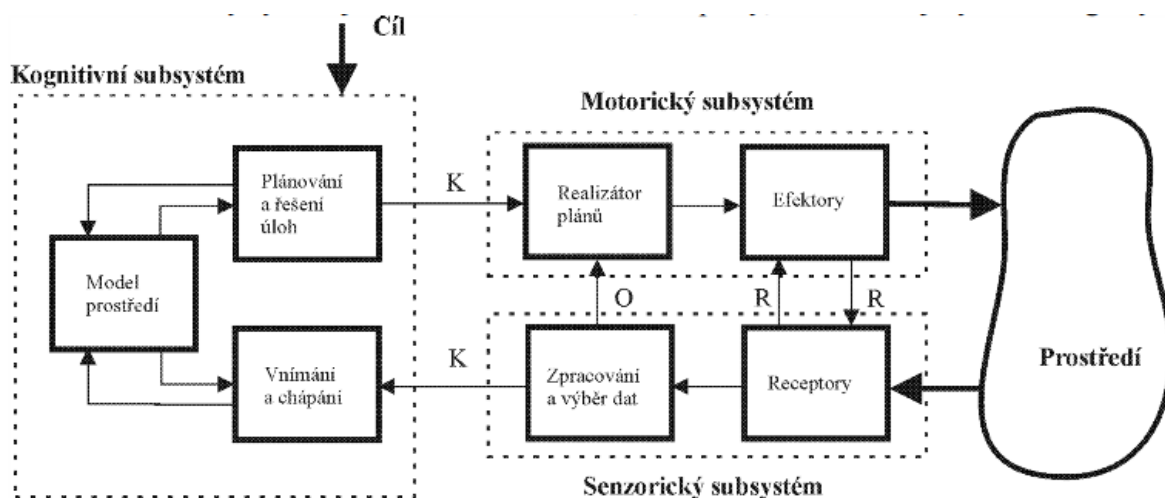 Cíl
Kognitivní subsystém
Motorický subsystém
Plánování
a řešení
úloh
K
Realizátor
plánů
Efektory
Model
prostředí
O
R
R
Prostředí
Vnímání
a chápání
K
Zpracování
a výběr dat
Receptory
Senzorický subsystém